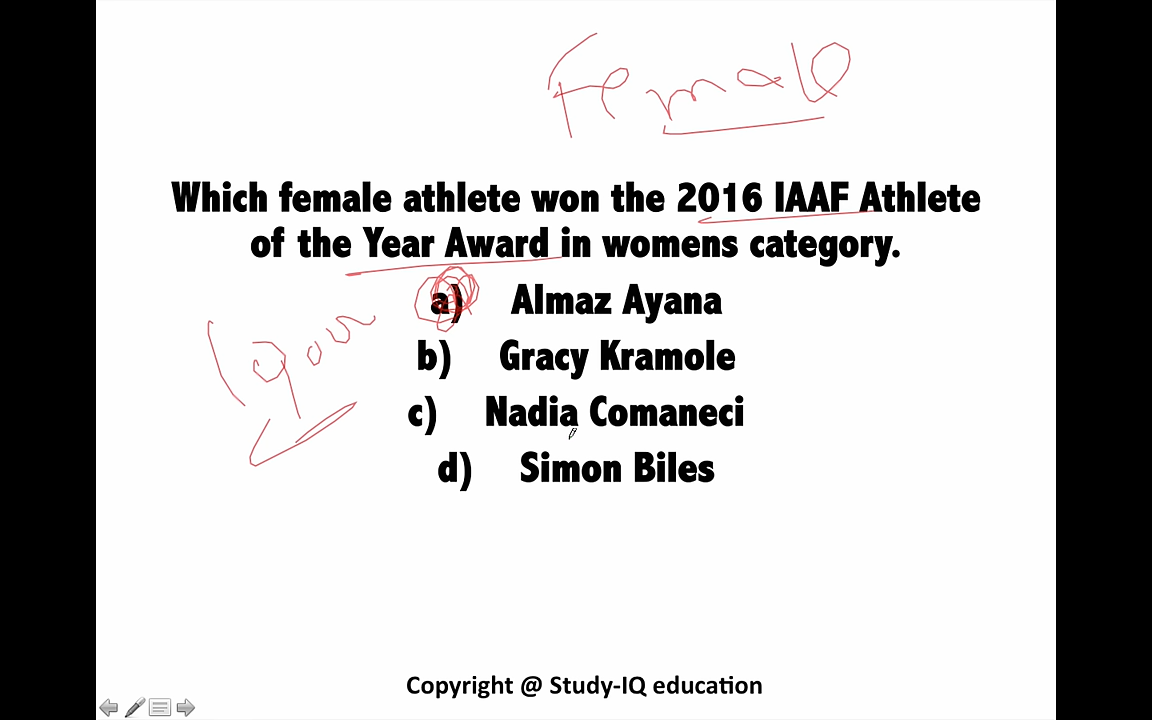 Female
Which female athlete won the 2016 IAAF Athlete
of the Year Award in womens category.
a) Almaz Ayana
b) Gracy Kramole
c) Nadia Comaneci
d) Simon Biles
Copyright @ Study-IQ education